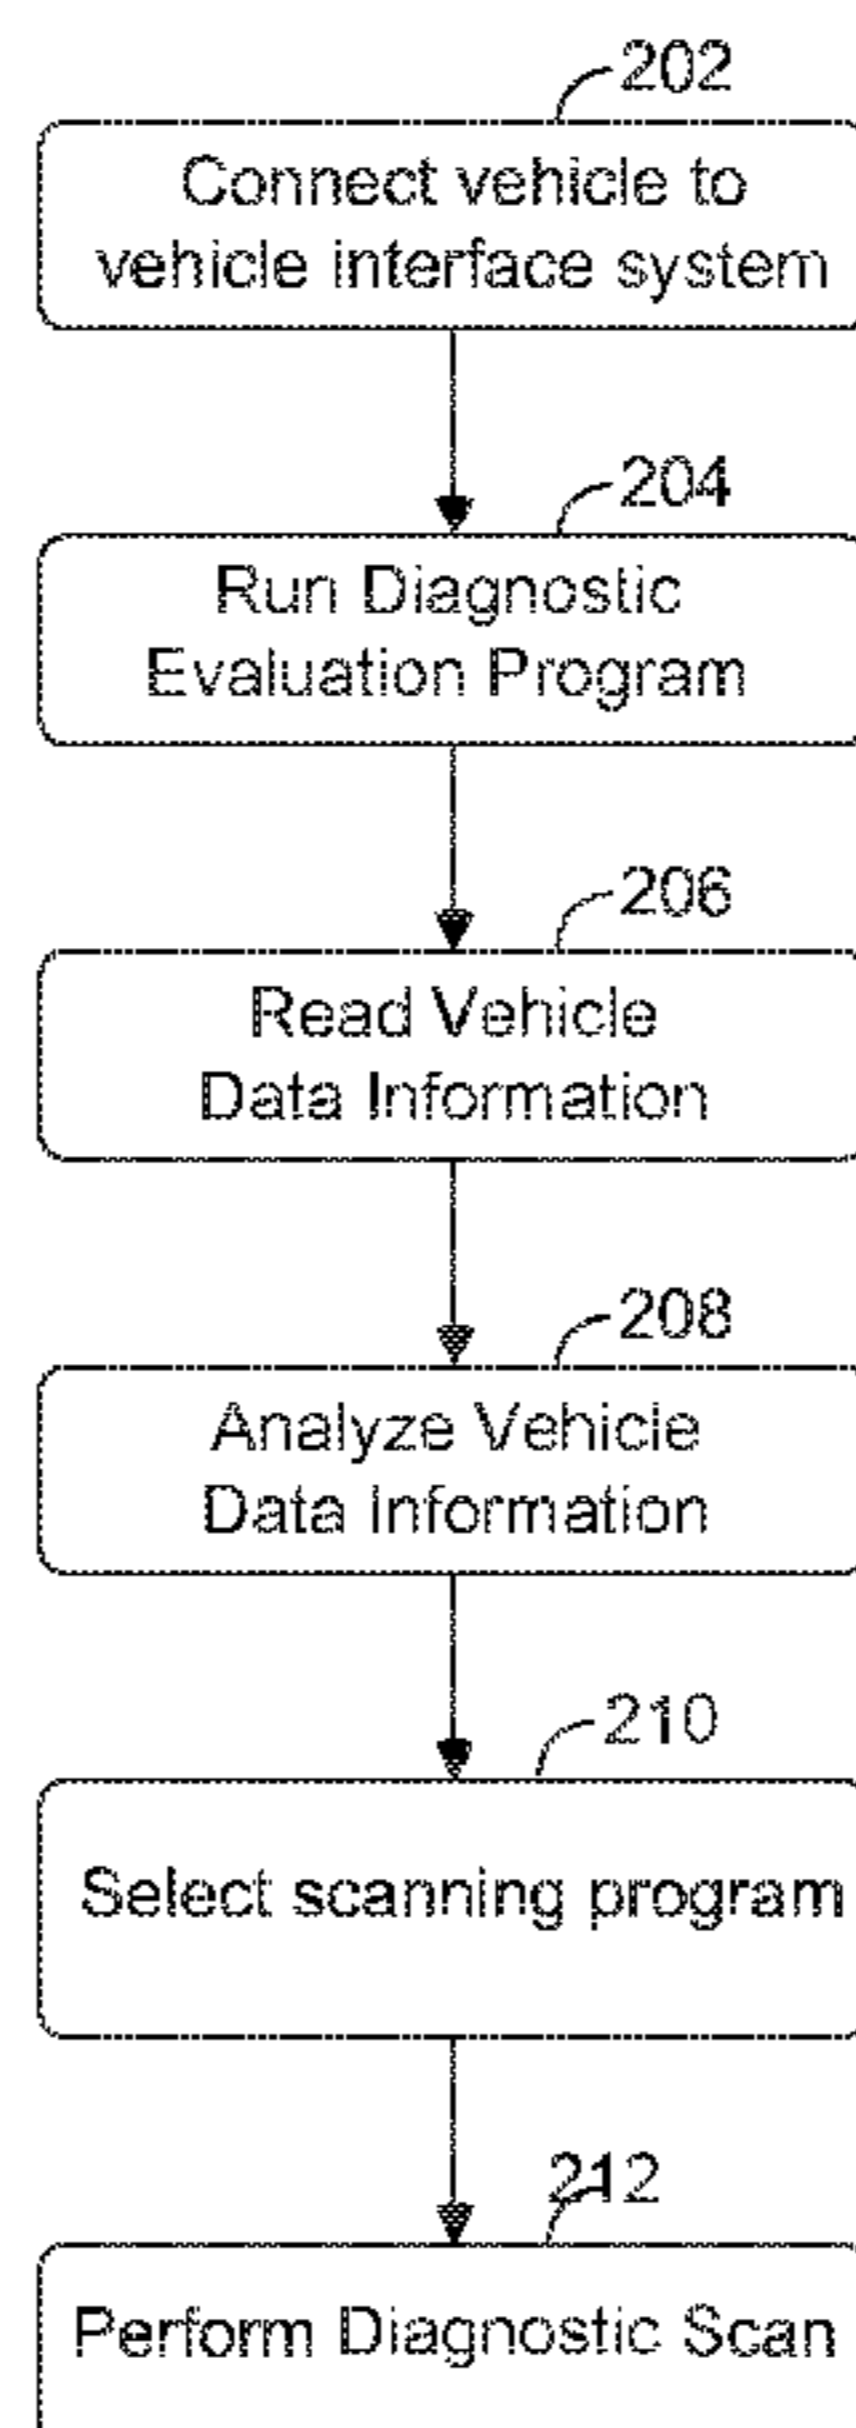 202
Connect vehicle to
vehicle interface system
204
Run Diagnostic
Evaluation Program
206
Read Vehicle
Data Information
208
Analyze Vehicle
Data Information
210
Select scanning program
212
Perform Diagnostic Scan